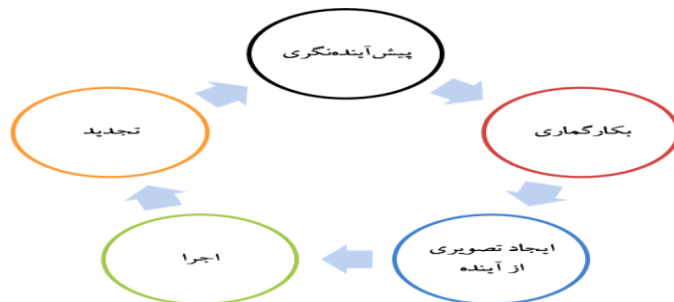 پیش‌آینده‌نگری
بکارگماری
ایجاد تصویری
از آینده
اجرا
تجدید